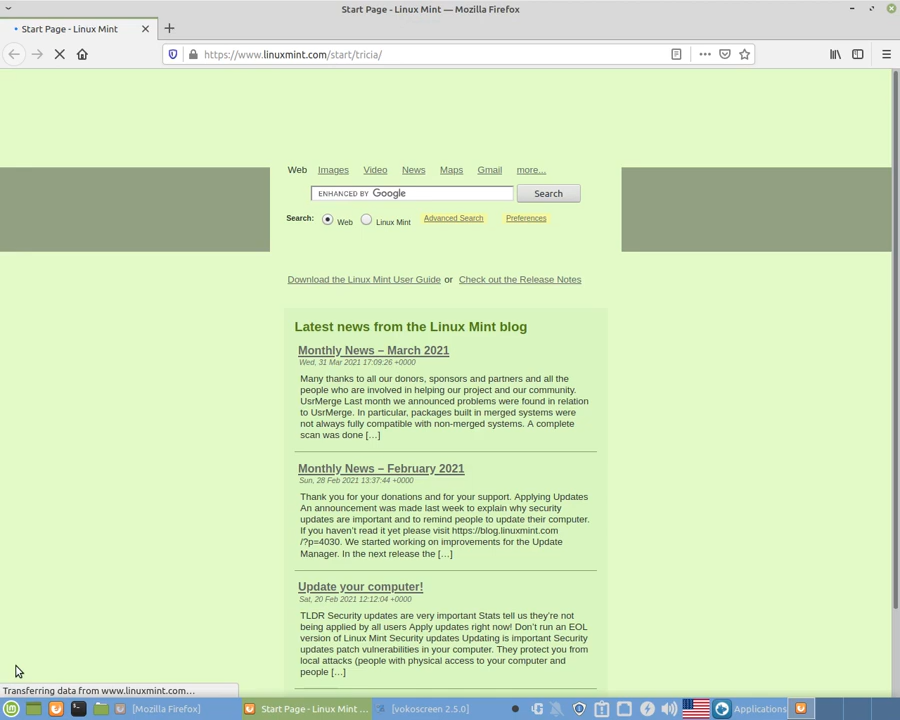 Start Page - Linux Mint — Mozilla Firefox
Start Page - Linux Mint
https://www.linuxmint.com/start/tricia/
Web Images Video News Maps Gmail more...
ENHANCED BY Google Search
Search: Web Linux Mint Advanced Search Preferences
Download the Linux Mint User Guide or Check out the Release Notes
Latest news from the Linux Mint blog
Monthly News – March 2021
Wed, 31 Mar 2021 17:09:26 +0000
Many thanks to all our donors, sponsors and partners and all the
people who are involved in helping our project and our community.
UsrMerge Last month we announced problems were found in relation
to UsrMerge. In particular, packages built in merged systems were
not always fully compatible with non-merged systems. A complete
scan was done […]
Monthly News – February 2021
Sun, 28 Feb 2021 13:37:44 +0000
Thank you for your donations and for your support. Applying Updates
An announcement was made last week to explain why security
updates are important and to remind people to update their computer.
If you haven't read it yet please visit https://blog.linuxmint.com
/?p=4030. We started working on improvements for the Update
Manager. In the next release the […]
Update your computer!
Sat, 20 Feb 2021 12:12:04 +0000
TLDR Security updates are very important Stats tell us they're not
being applied by all users Apply updates right now! Don't run an EOL
version of Linux Mint Security updates Updating is important Security
updates patch vulnerabilities in your computer. They protect you from
local attacks (people with physical access to your computer and
people […]
Transferring data from www.linuxmint.com…
[Mozilla Firefox] Start Page - Linux Mint ... [vokoscreen 2.5.0] Applications